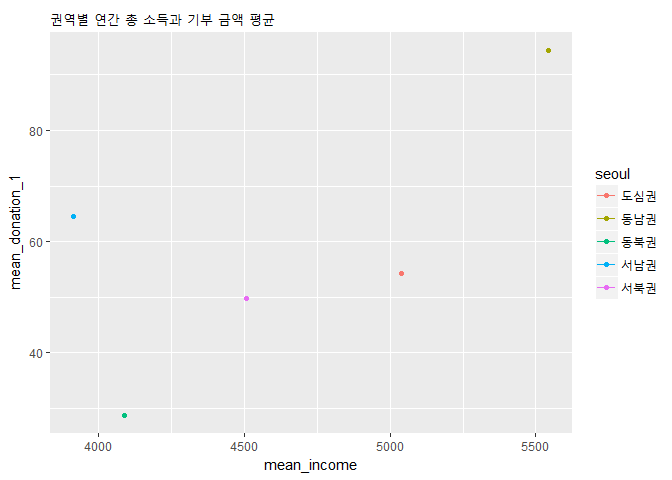 권역별 연간 총 소득과 기부 금액 평균
80
60
40
mean_donation_1
4000 4500 5000 5500
mean_income
seoul
도심권
동남권
동북권
서남권
서북권